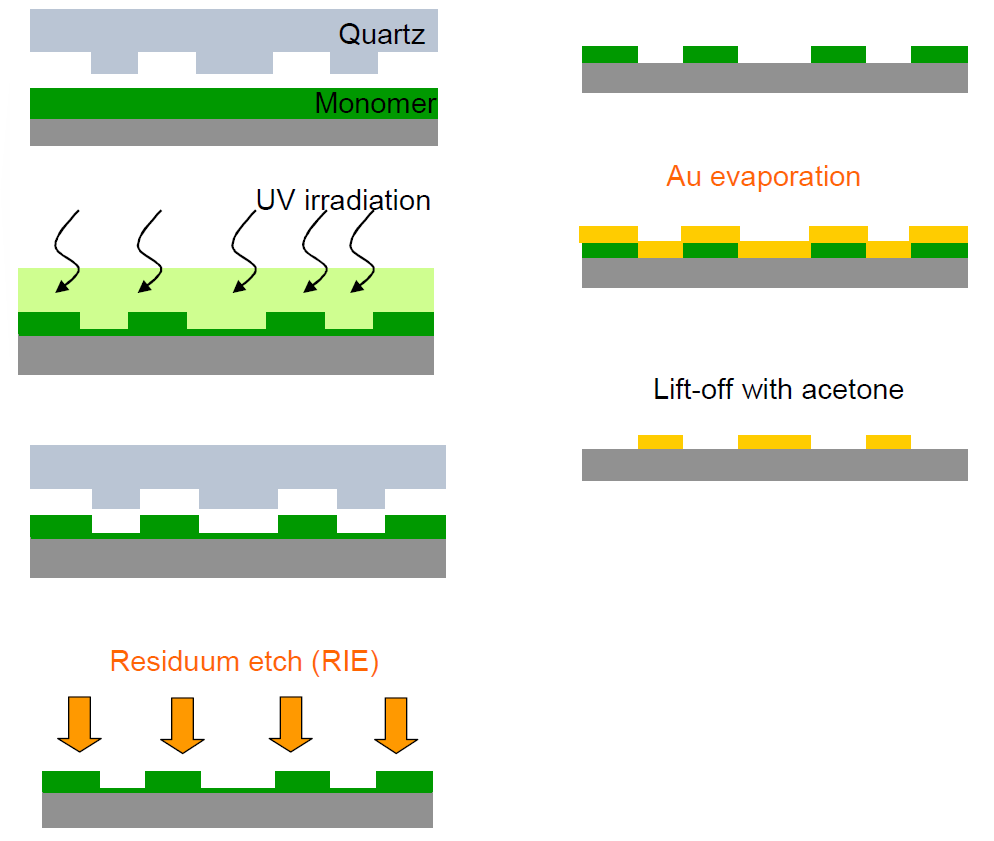 Quartz
Monomer
UV irradiation
Residuum etch (RIE)
Au evaporation
Lift-off with acetone